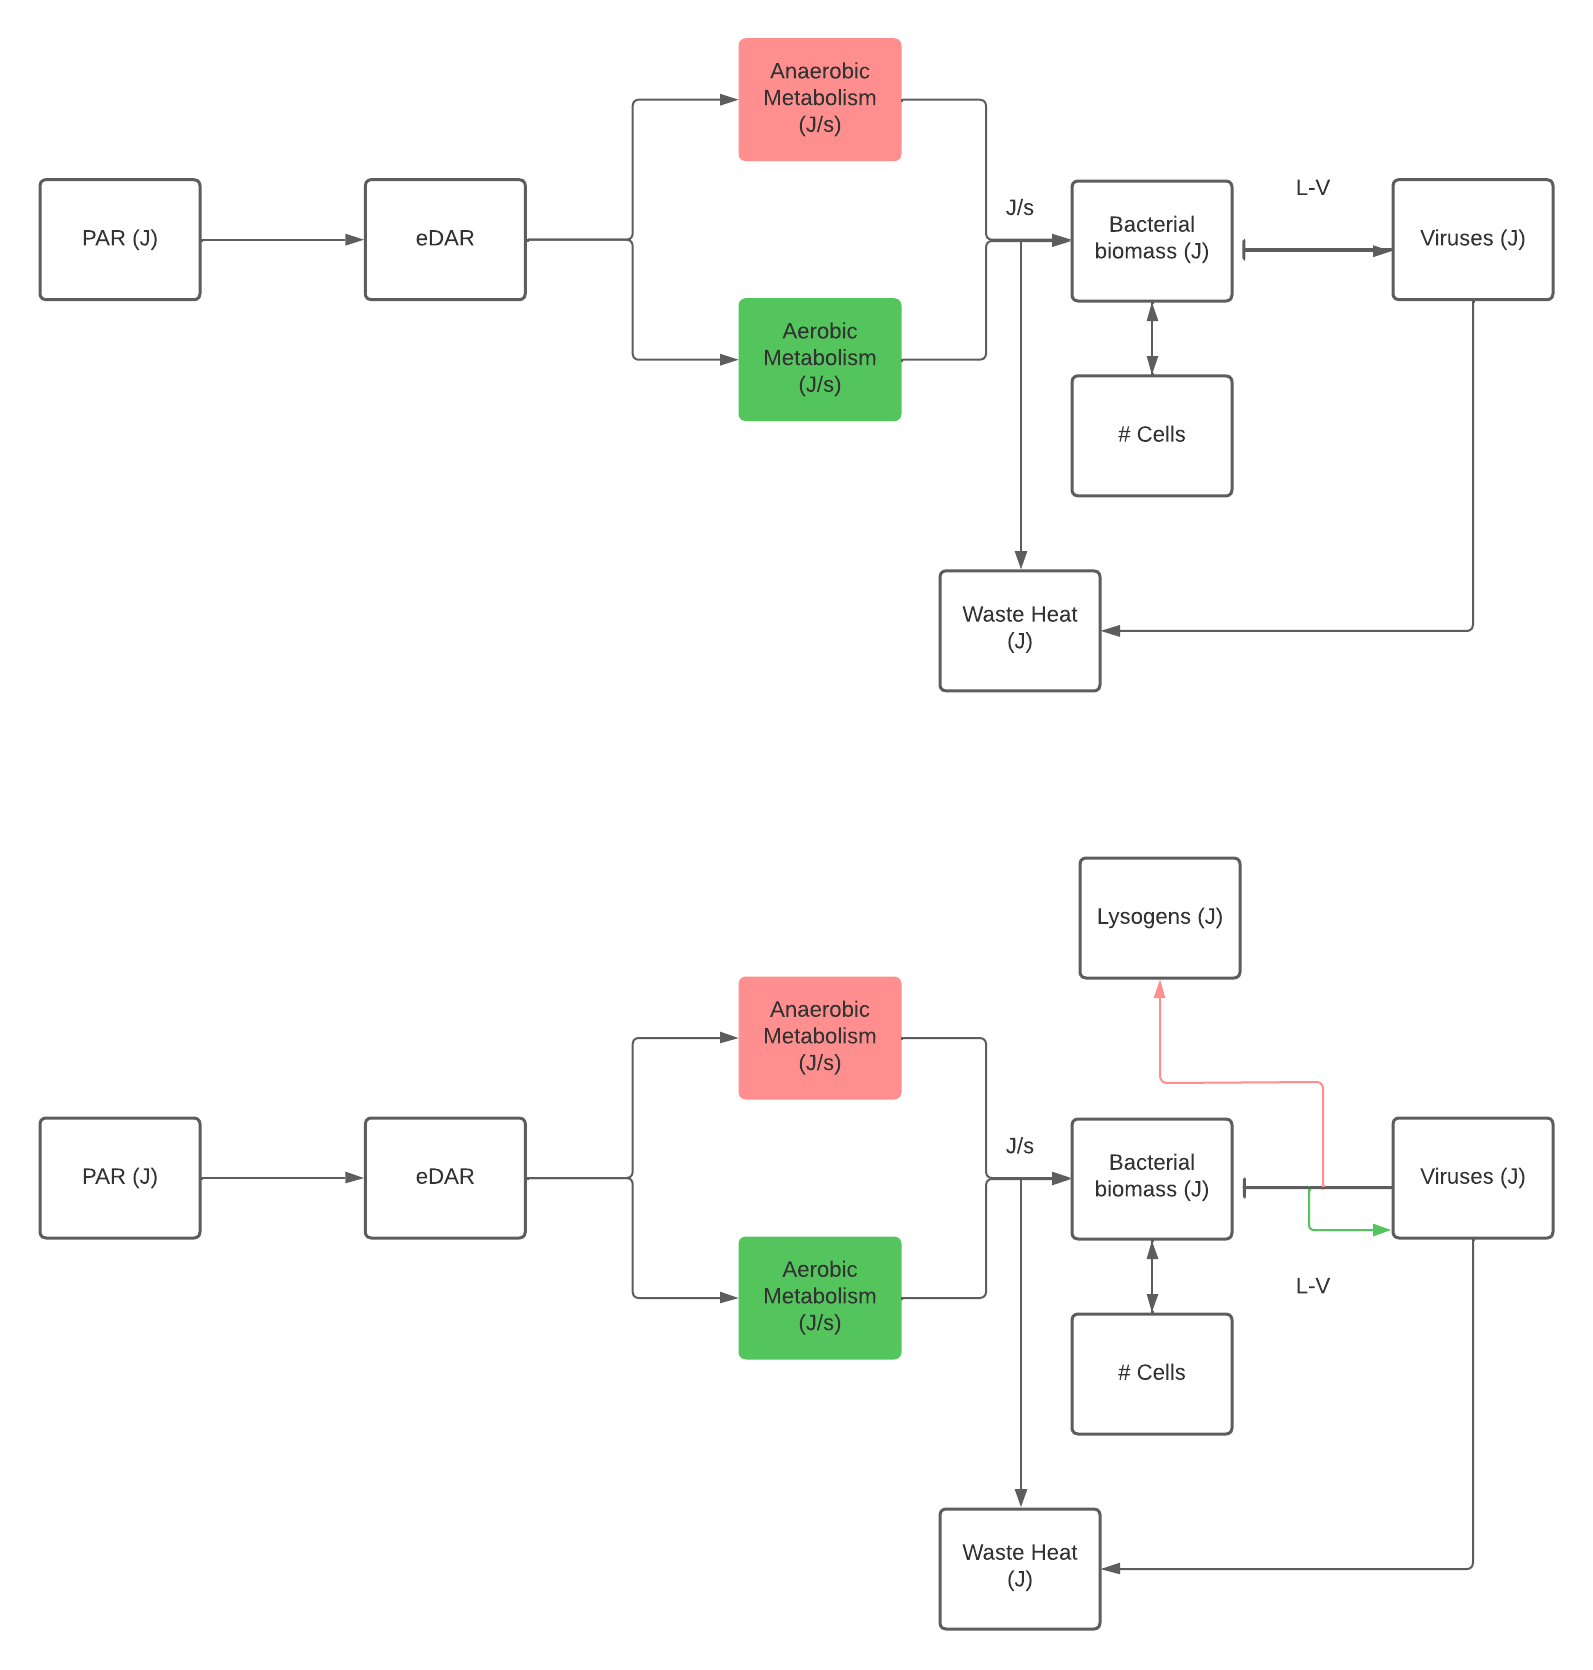 Anaerobic
Metabolism
(J/s)
PAR (J)
eDAR
J/s
Bacterial
biomass (J)
L-V
Viruses (J)
Aerobic
Metabolism
(J/s)
# Cells
Waste Heat
(J)
Lysogens (J)
Anaerobic
Metabolism
(J/s)
PAR (J)
eDAR
J/s
Bacterial
biomass (J)
Viruses (J)
Aerobic
Metabolism
(J/s)
L-V
# Cells
Waste Heat
(J)